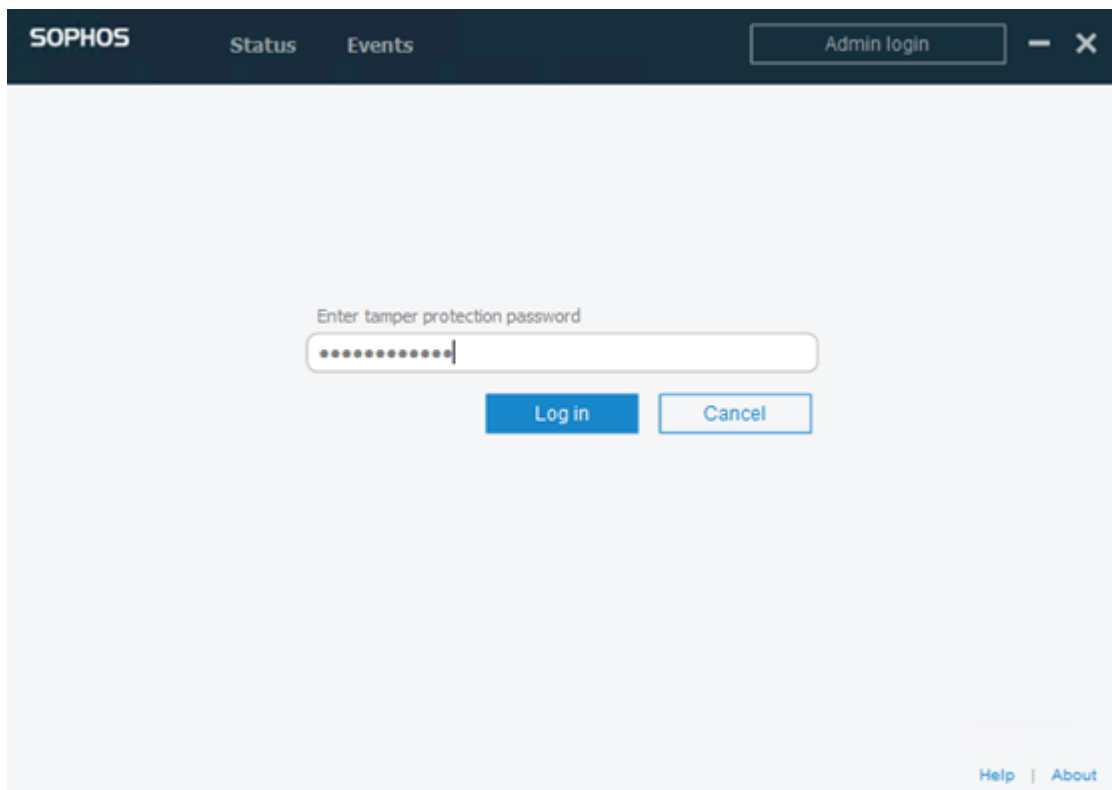 SOPHOS Status Events Admin login
Enter tamper protection password
••••••••••••
Log in Cancel
Help | About